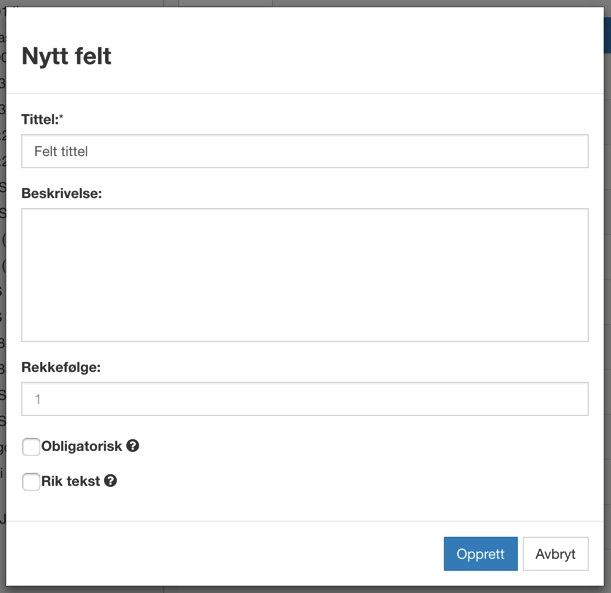 Nytt felt
Tittel:*
Felt tittel
Beskrivelse:
Rekkefølge:
1
Obligatorisk
Rik tekst
Opprett Avbryt